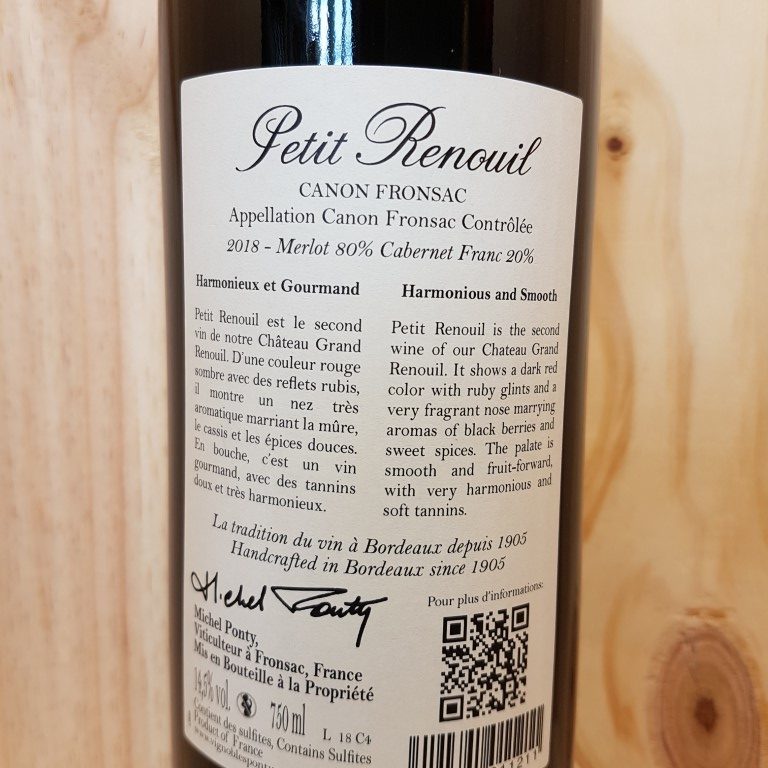 Petit Renouil
CANON FRONSAC
Appellation Canon Fronsac Contrôlée
2018 - Merlot 80% Cabernet Franc 20%
Harmonieux et Gourmand
Petit Renouil est le second
vin de notre Château Grand
Renouil. D'une couleur rouge
sombre avec des reflets rubis,
il montre un nez très
aromatique marriant la mûre,
le cassis et les épices douces.
En bouche, c'est un vin
gourmand, avec des tannins
doux et très harmonieux.
Harmonious and Smooth
Petit Renouil is the second
wine of our Chateau Grand
Renouil. It shows a dark red
color with ruby glints and a
very fragrant nose marrying
aromas of black berries and
sweet spices. The palate is
smooth and fruit-forward,
with very harmonious and
soft tannins.
La tradition du vin à Bordeaux depuis 1905
Handcrafted in Bordeaux since 1905
Michel Ponty
Michel Ponty,
Viticulteur à Fronsac, France
Mis en Bouteille à la Propriété
14,5% vol. 750 ml
L 18 C4
Contient des sulfites, Contains Sulfites
Product of France
Pour plus d'informations: